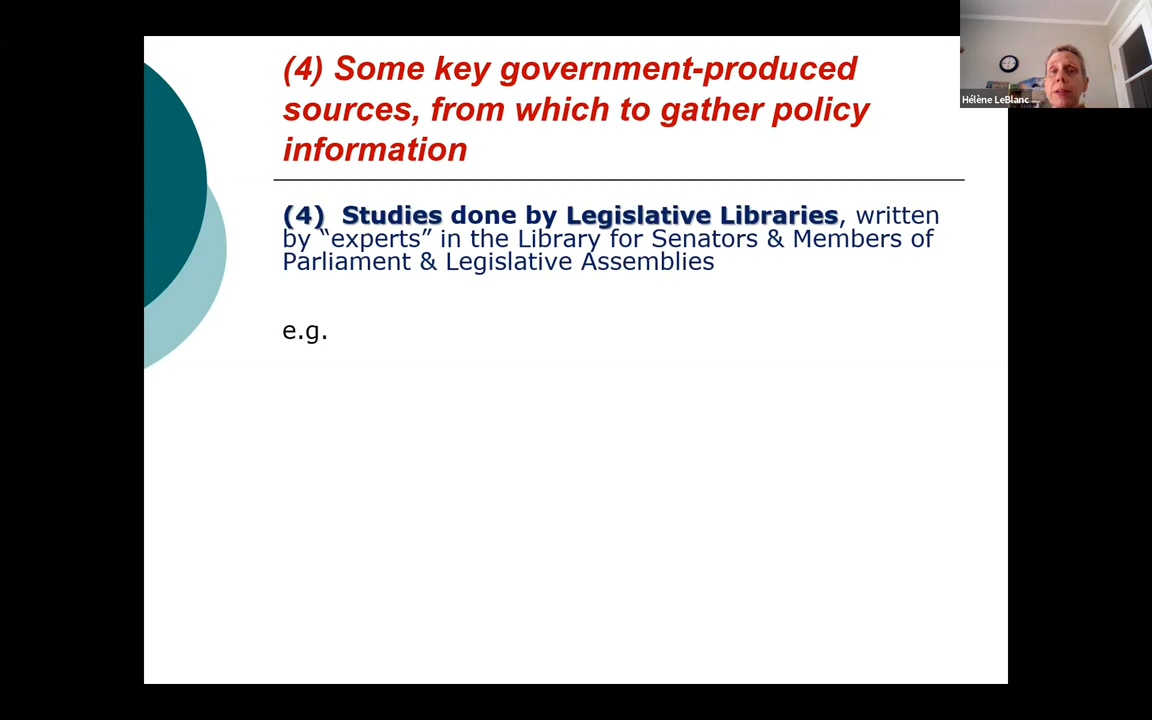 (4) Some key government-produced
sources, from which to gather policy
information
Hélène LeBlanc
(4)  Studies done by Legislative Libraries, written
by “experts” in the Library for Senators & Members of
Parliament & Legislative Assemblies
e.g.